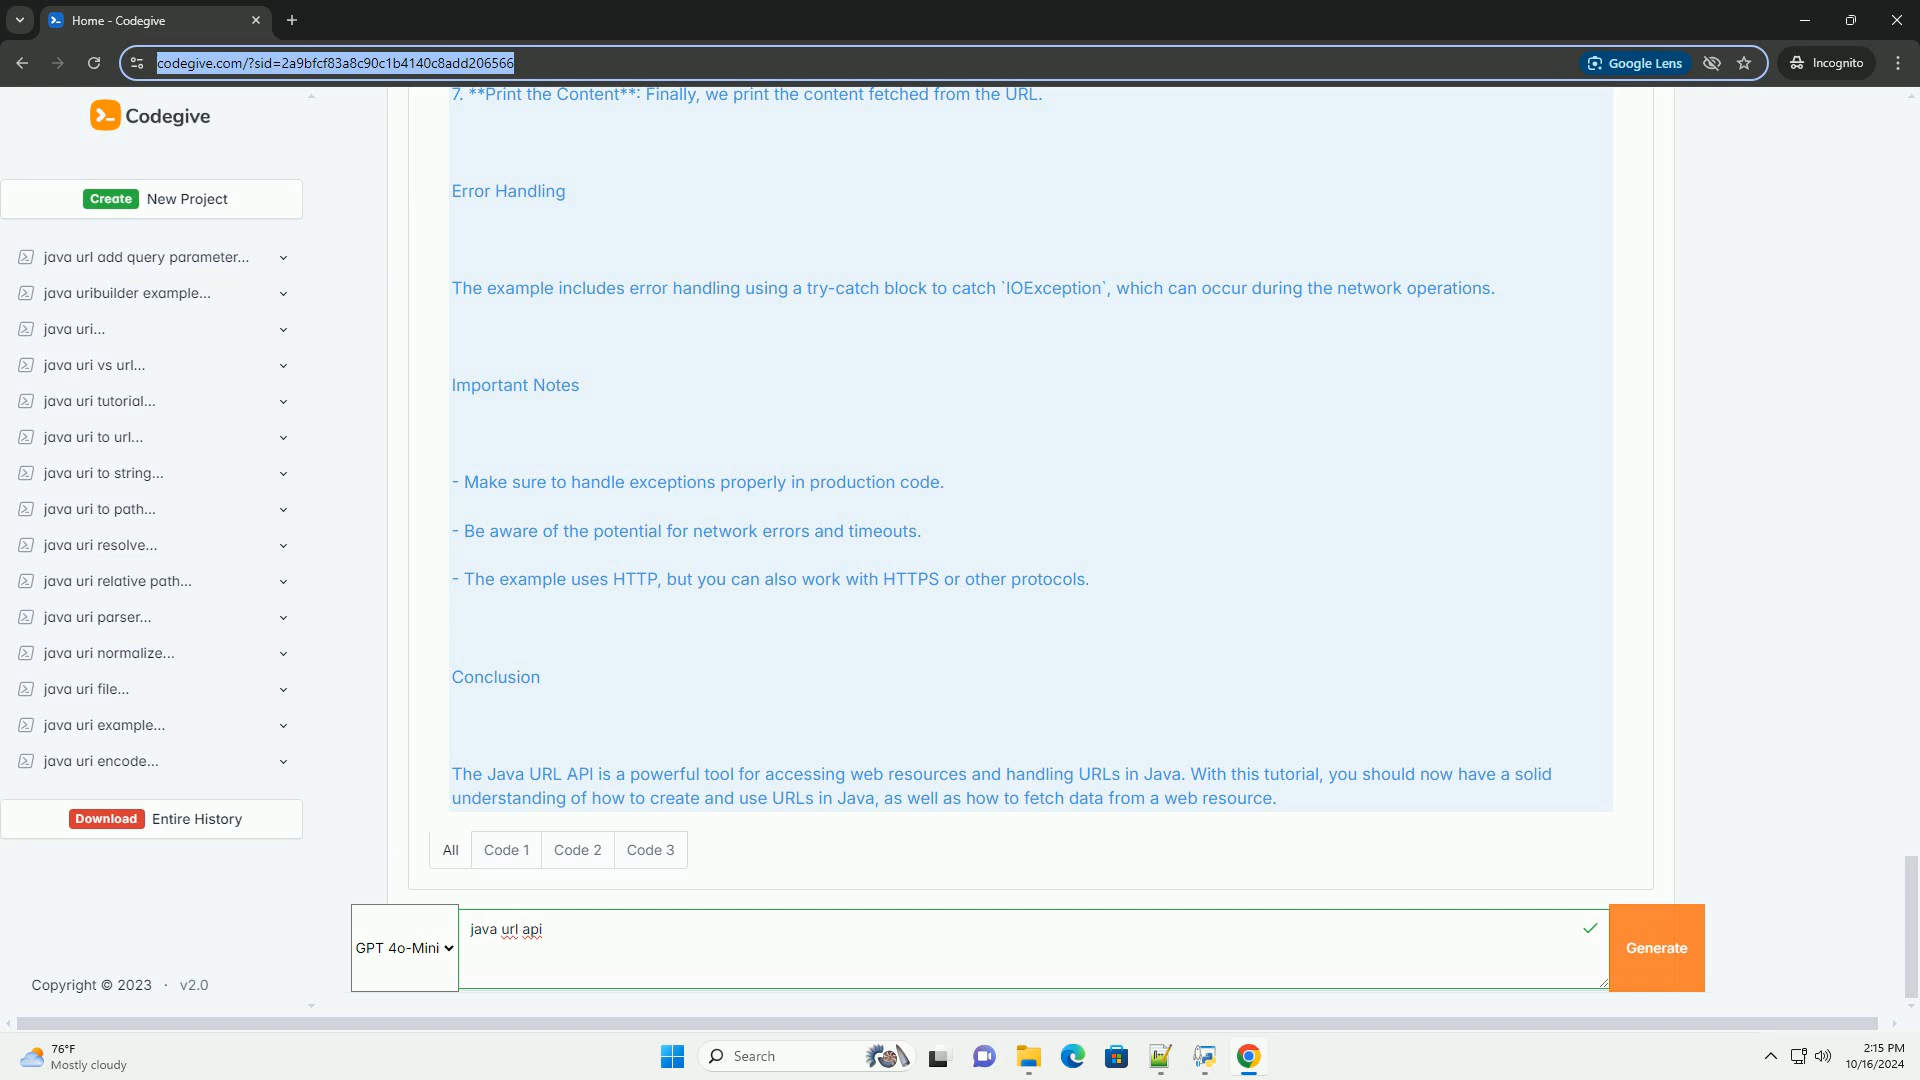 Home - Codegive
codegive.com/?sid=2a9bfcf83a8c90c1b4140c8add206566
Google Lens
Incognito
Codegive
Create New Project
java url add query parameter...
java uribuilder example...
java uri...
java uri vs url...
java uri tutorial...
java uri to url...
java uri to string...
java uri to path...
java uri resolve...
java uri relative path...
java uri parser...
java uri normalize...
java uri file...
java uri example...
java uri encode...
Download Entire History
Copyright © 2023 · v2.0
7. **Print the Content**: Finally, we print the content fetched from the URL.
Error Handling
The example includes error handling using a try-catch block to catch `IOException`, which can occur during the network operations.
Important Notes
- Make sure to handle exceptions properly in production code.
- Be aware of the potential for network errors and timeouts.
- The example uses HTTP, but you can also work with HTTPS or other protocols.
Conclusion
The Java URL API is a powerful tool for accessing web resources and handling URLs in Java. With this tutorial, you should now have a solid
understanding of how to create and use URLs in Java, as well as how to fetch data from a web resource.
All Code 1 Code 2 Code 3
GPT 4o-Mini
java url api
Generate
76°F
Mostly cloudy
Search
2:15 PM
10/16/2024